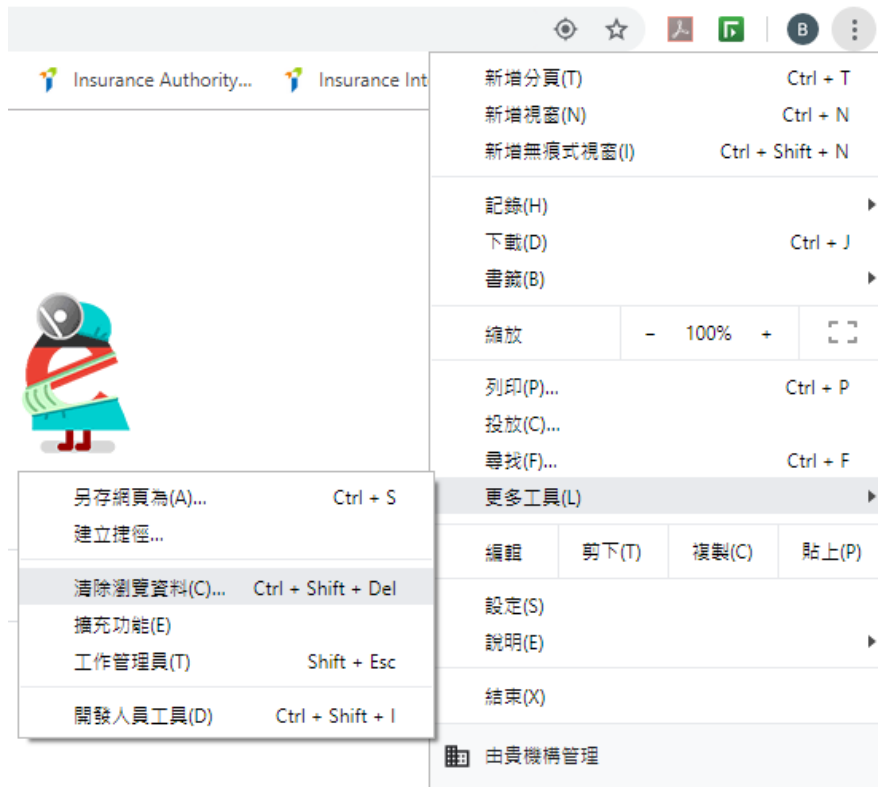 B
Insurance Authority... Insurance Int
新增分頁(T) Ctrl + T
新增視窗(N) Ctrl + N
新增無痕式視窗(I) Ctrl + Shift + N
記錄(H)
下載(D) Ctrl + J
書籤(B)
縮放 - 100% +
列印(P)... Ctrl + P
投放(C)...
尋找(F)... Ctrl + F
更多工具(L)
編輯 剪下(T) 複製(C) 貼上(P)
設定(S)
說明(E)
結束(X)
由貴機構管理
另存網頁為(A)... Ctrl + S
建立捷徑...
清除瀏覽資料(C)... Ctrl + Shift + Del
擴充功能(E)
工作管理員(T) Shift + Esc
開發人員工具(D) Ctrl + Shift + I